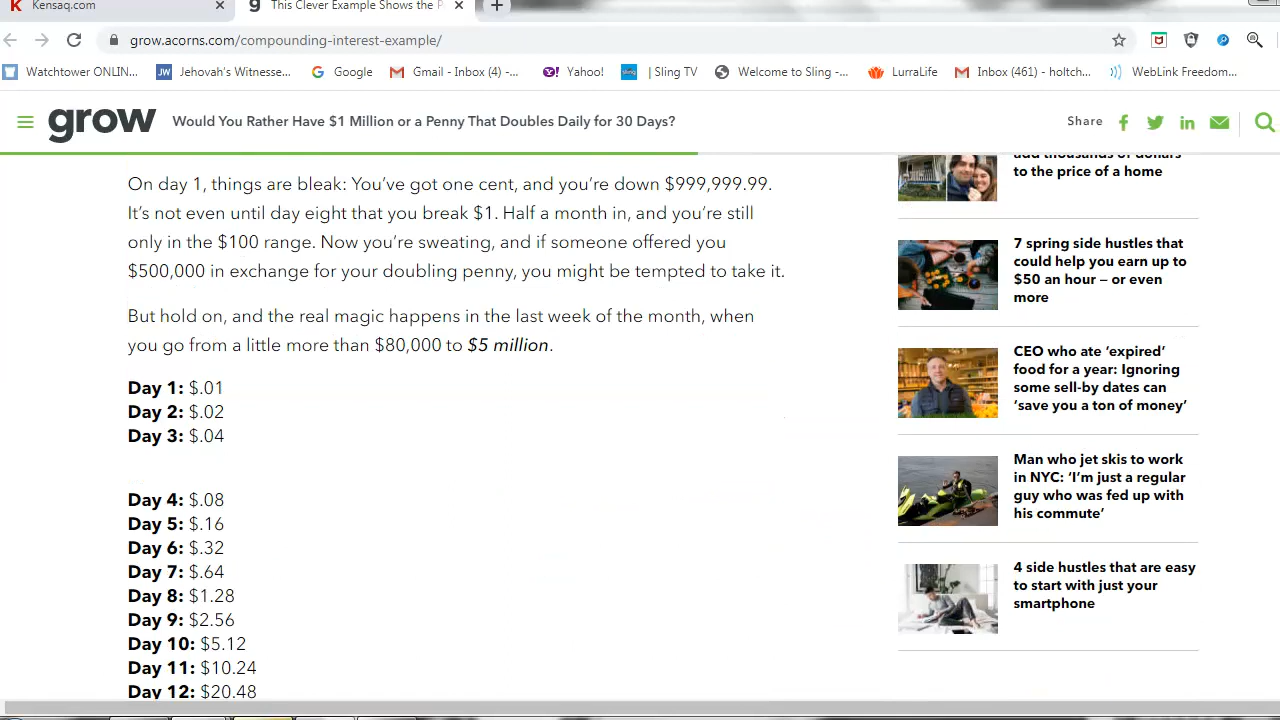 Kensaq.com
This Clever Example Shows the P
grow.acorns.com/compounding-interest-example/
Watchtower ONLIN...
Jehovah's Witnesse...
Google
Gmail - Inbox (4) -...
Yahoo!
| Sling TV
Welcome to Sling -...
LurraLife
Inbox (461) - holtch...
WebLink Freedom...
grow
Would You Rather Have $1 Million or a Penny That Doubles Daily for 30 Days?
Share
On day 1, things are bleak: You've got one cent, and you're down $999,999.99.
It's not even until day eight that you break $1. Half a month in, and you're still
only in the $100 range. Now you're sweating, and if someone offered you
$500,000 in exchange for your doubling penny, you might be tempted to take it.
But hold on, and the real magic happens in the last week of the month, when
you go from a little more than $80,000 to $5 million.
Day 1: $.01
Day 2: $.02
Day 3: $.04
Day 4: $.08
Day 5: $.16
Day 6: $.32
Day 7: $.64
Day 8: $1.28
Day 9: $2.56
Day 10: $5.12
Day 11: $10.24
Day 12: $20.48
add thousands of dollars
to the price of a home
7 spring side hustles that
could help you earn up to
$50 an hour – or even
more
CEO who ate ‘expired’
food for a year: Ignoring
some sell-by dates can
‘save you a ton of money’
Man who jet skis to work
in NYC: ‘I’m just a regular
guy who was fed up with
his commute’
4 side hustles that are easy
to start with just your
smartphone